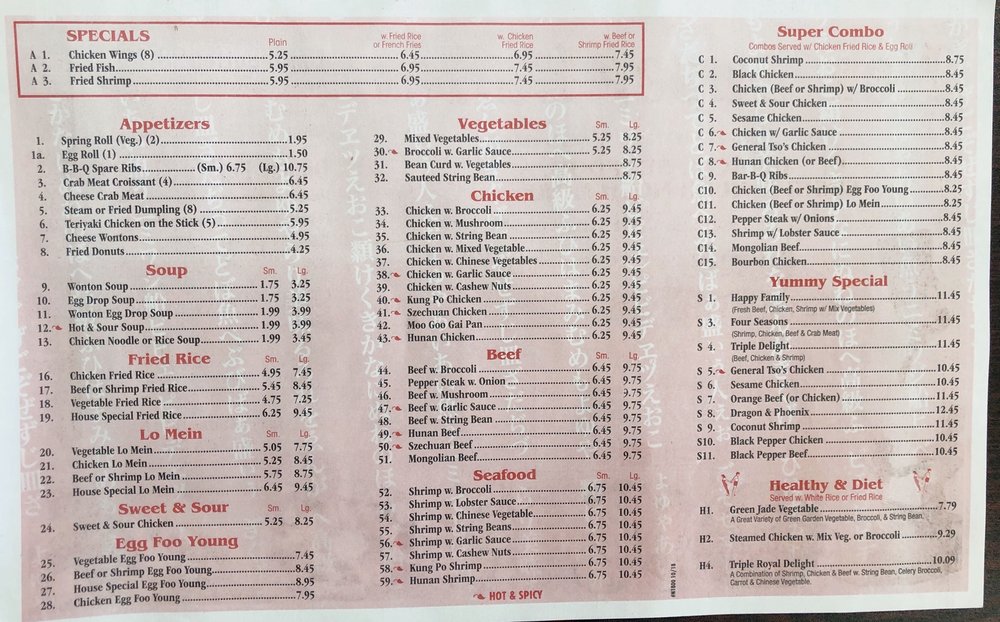 SPECIALS
Plain
w. Fried Rice or French Fries
w. Chicken Fried Rice
w. Beef or Shrimp Fried Rice
A 1. Chicken Wings (8) 5.25 6.45 6.95 7.45
A 2. Fried Fish 5.95 6.95 7.45 7.95
A 3. Fried Shrimp 5.95 6.95 7.45 7.95
Appetizers
1. Spring Roll (Veg.) (2) 1.95
1a. Egg Roll (1) 1.50
2. B-B-Q Spare Ribs (Sm.) 6.75 (Lg.) 10.75
3. Crab Meat Croissant (4) 6.45
4. Cheese Crab Meat 6.45
5. Steam or Fried Dumpling (8) 5.25
6. Teriyaki Chicken on the Stick (5) 5.95
7. Cheese Wontons 4.95
8. Fried Donuts 4.25
Soup Sm. Lg.
9. Wonton Soup 1.75 3.25
10. Egg Drop Soup 1.75 3.25
11. Wonton Egg Drop Soup 1.99 3.99
12. Hot & Sour Soup 1.99 3.99
13. Chicken Noodle or Rice Soup 1.99 3.45
Fried Rice Sm. Lg.
16. Chicken Fried Rice 4.95 7.45
17. Beef or Shrimp Fried Rice 5.45 8.45
18. Vegetable Fried Rice 4.75 7.25
19. House Special Fried Rice 6.25 9.45
Lo Mein Sm. Lg.
20. Vegetable Lo Mein 5.05 7.75
21. Chicken Lo Mein 5.25 8.45
22. Beef or Shrimp Lo Mein 5.75 8.75
23. House Special Lo Mein 6.45 9.45
Sweet & Sour Sm. Lg.
24. Sweet & Sour Chicken 5.25 8.25
Egg Foo Young
25. Vegetable Egg Foo Young 7.45
26. Beef or Shrimp Egg Foo Young 8.45
27. House Special Egg Foo Young 8.95
28. Chicken Egg Foo Young 7.95
Vegetables Sm. Lg.
29. Mixed Vegetables 5.25 8.25
30. Broccoli w. Garlic Sauce 5.25 8.25
31. Bean Curd w. Vegetables 8.75
32. Sauteed String Bean 8.75
Chicken Sm. Lg.
33. Chicken w. Broccoli 6.25 9.45
34. Chicken w. Mushroom 6.25 9.45
35. Chicken w. String Bean 6.25 9.45
36. Chicken w. Mixed Vegetable 6.25 9.45
37. Chicken w. Chinese Vegetables 6.25 9.45
38. Chicken w. Garlic Sauce 6.25 9.45
39. Chicken w. Cashew Nuts 6.25 9.45
40. Kung Po Chicken 6.25 9.45
41. Szechuan Chicken 6.25 9.45
42. Moo Goo Gai Pan 6.25 9.45
43. Hunan Chicken 6.25 9.45
Beef Sm. Lg.
44. Beef w. Broccoli 6.45 9.75
45. Pepper Steak w. Onion 6.45 9.75
46. Beef w. Mushroom 6.45 9.75
47. Beef w. Garlic Sauce 6.45 9.75
48. Beef w. String Bean 6.45 9.75
49. Hunan Beef 6.45 9.75
50. Szechuan Beef 6.45 9.75
51. Mongolian Beef 6.45 9.75
Seafood Sm. Lg.
52. Shrimp w. Broccoli 6.75 10.45
53. Shrimp w. Lobster Sauce 6.75 10.45
54. Shrimp w. Chinese Vegetable 6.75 10.45
55. Shrimp w. String Beans 6.75 10.45
56. Shrimp w. Garlic Sauce 6.75 10.45
57. Shrimp w. Cashew Nuts 6.75 10.45
58. Kung Po Shrimp 6.75 10.45
59. Hunan Shrimp 6.75 10.45
HOT & SPICY
Super Combo
Combos Served w/ Chicken Fried Rice & Egg Roll
C 1. Coconut Shrimp 8.75
C 2. Black Chicken 8.45
C 3. Chicken (Beef or Shrimp) w/ Broccoli 8.45
C 4. Sweet & Sour Chicken 8.45
C 5. Sesame Chicken 8.45
C 6. Chicken w/ Garlic Sauce 8.45
C 7. General Tso's Chicken 8.45
C 8. Hunan Chicken (or Beef) 8.45
C 9. Bar-B-Q Ribs 8.45
C10. Chicken (Beef or Shrimp) Egg Foo Young 8.25
C11. Chicken (Beef or Shrimp) Lo Mein 8.25
C12. Pepper Steak w/ Onions 8.45
C13. Shrimp w/ Lobster Sauce 8.45
C14. Mongolian Beef 8.45
C15. Bourbon Chicken 8.45
Yummy Special
S 1. Happy Family 11.45
(Fresh Beef, Chicken, Shrimp w/ Mix Vegetables)
S 3. Four Seasons 11.45
(Shrimp, Chicken, Beef & Crab Meat)
S 4. Triple Delight 11.45
(Beef, Chicken & Shrimp)
S 5. General Tso's Chicken 10.45
S 6. Sesame Chicken 10.45
S 7. Orange Beef (or Chicken) 11.45
S 8. Dragon & Phoenix 12.45
S 9. Coconut Shrimp 11.45
S10. Black Pepper Chicken 10.45
S11. Black Pepper Beef 10.45
Healthy & Diet
Served w. White Rice or Fried Rice
H1. Green Jade Vegetable 7.79
A Great Variety of Green Garden Vegetable, Broccoli, & String Bean.
H2. Steamed Chicken w. Mix Veg. or Broccoli 9.29
H4. Triple Royal Delight 10.09
A Combination of Shrimp, Chicken & Beef w. String Bean, Celery Broccoli,
Carrot & Chinese Vegetable.